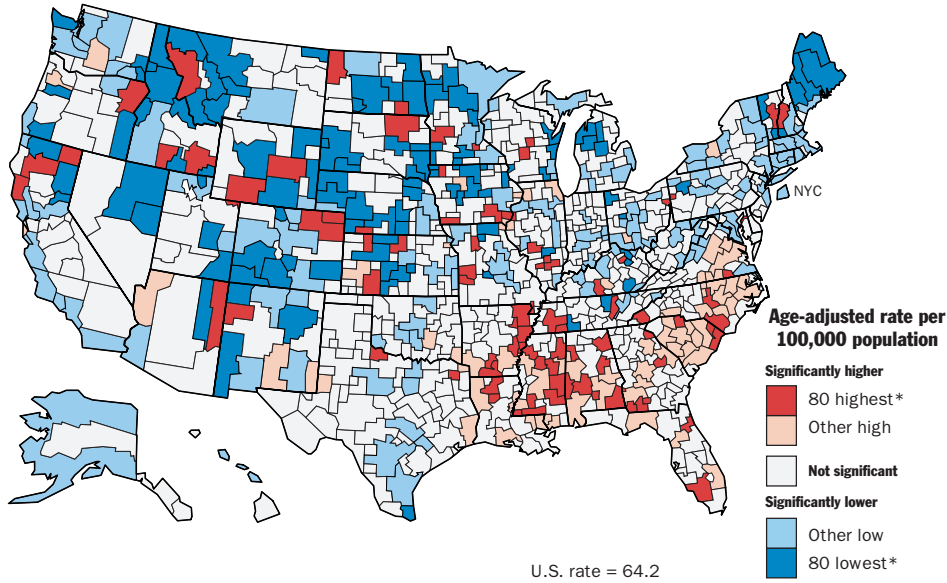 NYC
Age-adjusted rate per
100,000 population
Significantly higher
80 highest*
Other high
Not significant
Significantly lower
Other low
80 lowest*
U.S. rate = 64.2